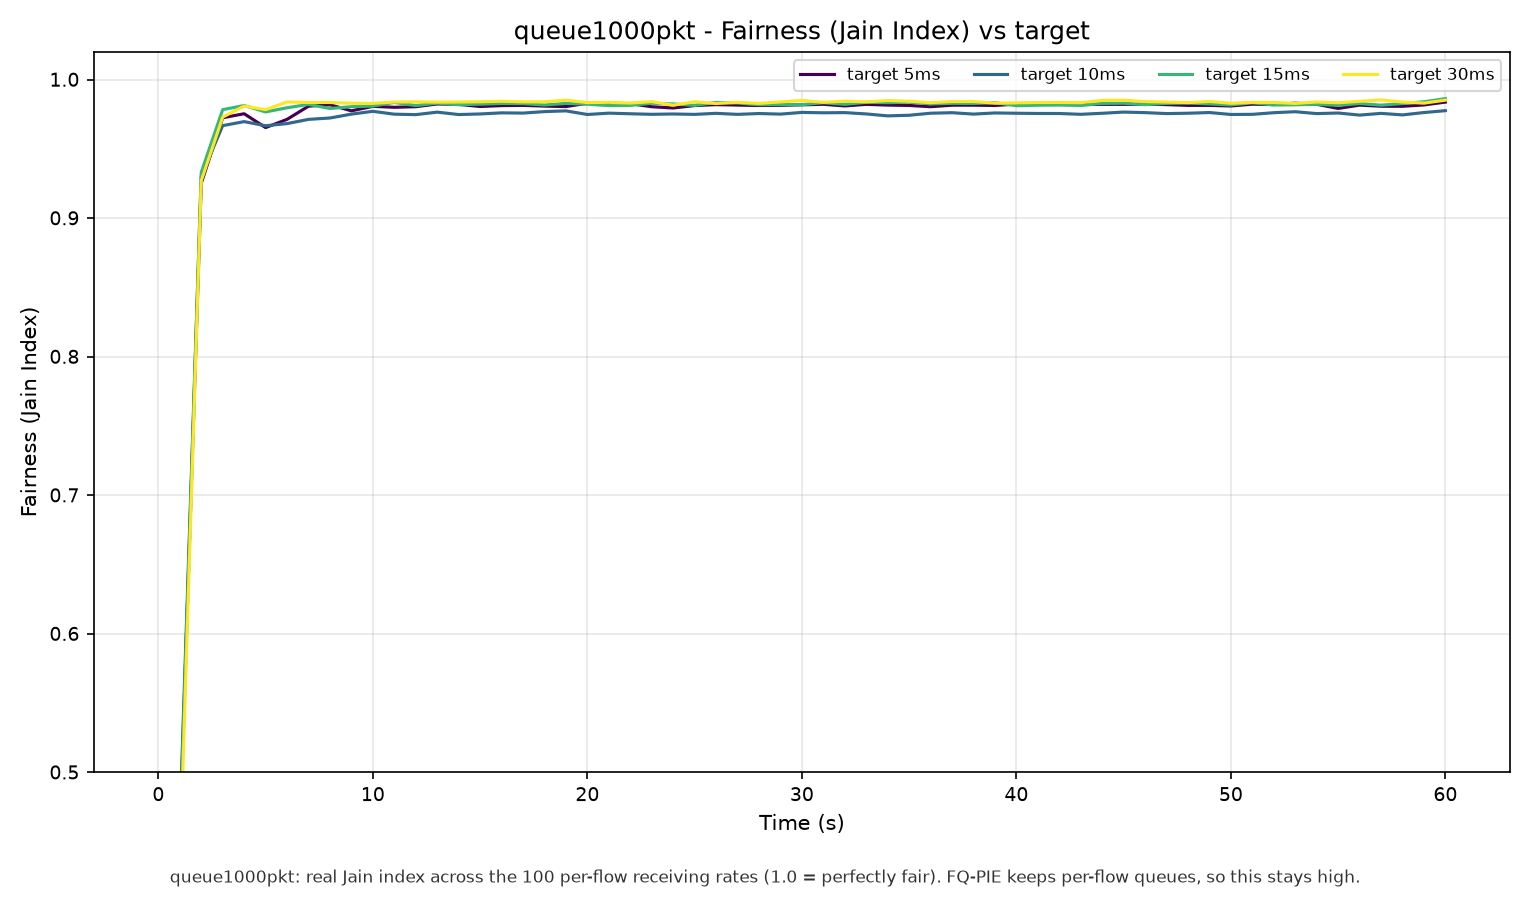 queue1000pkt - Fairness (Jain Index) vs target
target 5ms target 10ms target 15ms target 30ms
Fairness (Jain Index)
1.0
0.9
0.8
0.7
0.6
0.5
0 10 20 30 40 50 60
Time (s)
queue1000pkt: real Jain index across the 100 per-flow receiving rates (1.0 = perfectly fair). FQ-PIE keeps per-flow queues, so this stays high.